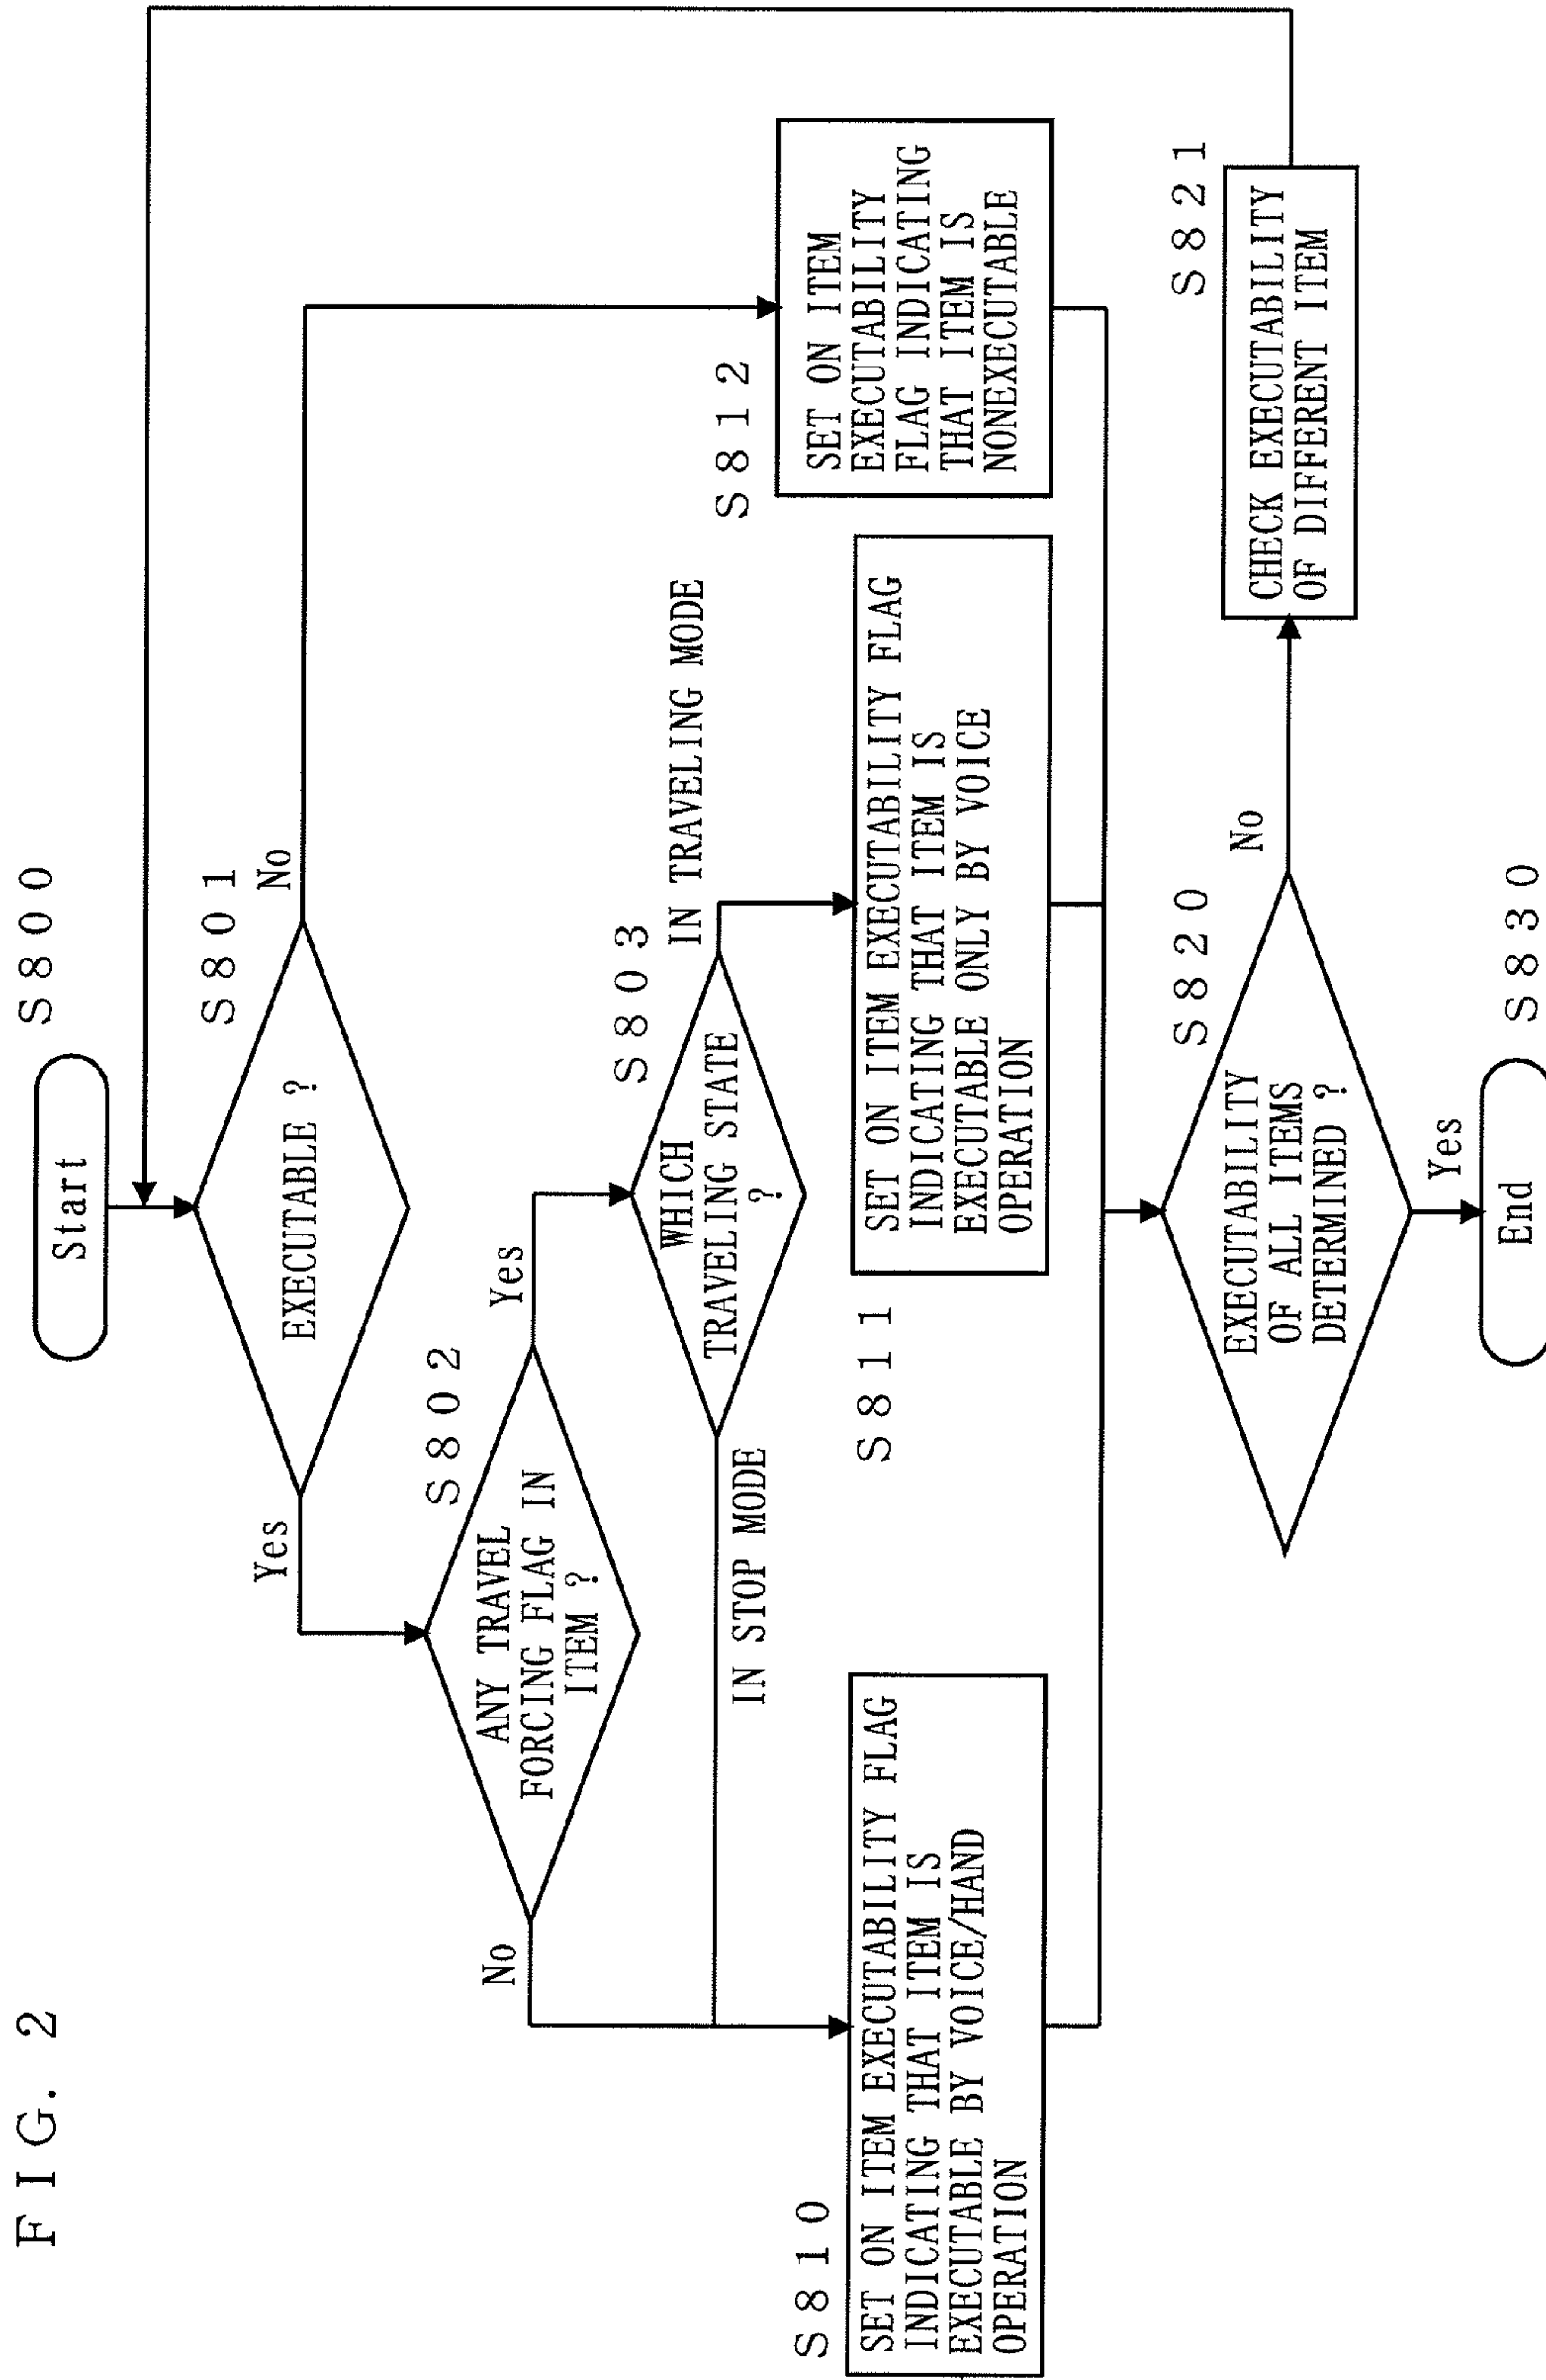 FIG. 2
S800
Start
S801
EXECUTABLE ?
Yes
No
S802
ANY TRAVEL
FORCING FLAG IN
ITEM ?
No
Yes
S803
WHICH
TRAVELING STATE
?
IN STOP MODE
IN TRAVELING MODE
S810
SET ON ITEM EXECUTABILITY FLAG
INDICATING THAT ITEM IS
EXECUTABLE BY VOICE/HAND
OPERATION
S811
SET ON ITEM EXECUTABILITY FLAG
INDICATING THAT ITEM IS
EXECUTABLE ONLY BY VOICE
OPERATION
S812
SET ON ITEM
EXECUTABILITY
FLAG INDICATING
THAT ITEM IS
NONEXECUTABLE
S820
EXECUTABILITY
OF ALL ITEMS
DETERMINED ?
No
Yes
S821
CHECK EXECUTABILITY
OF DIFFERENT ITEM
S830
End